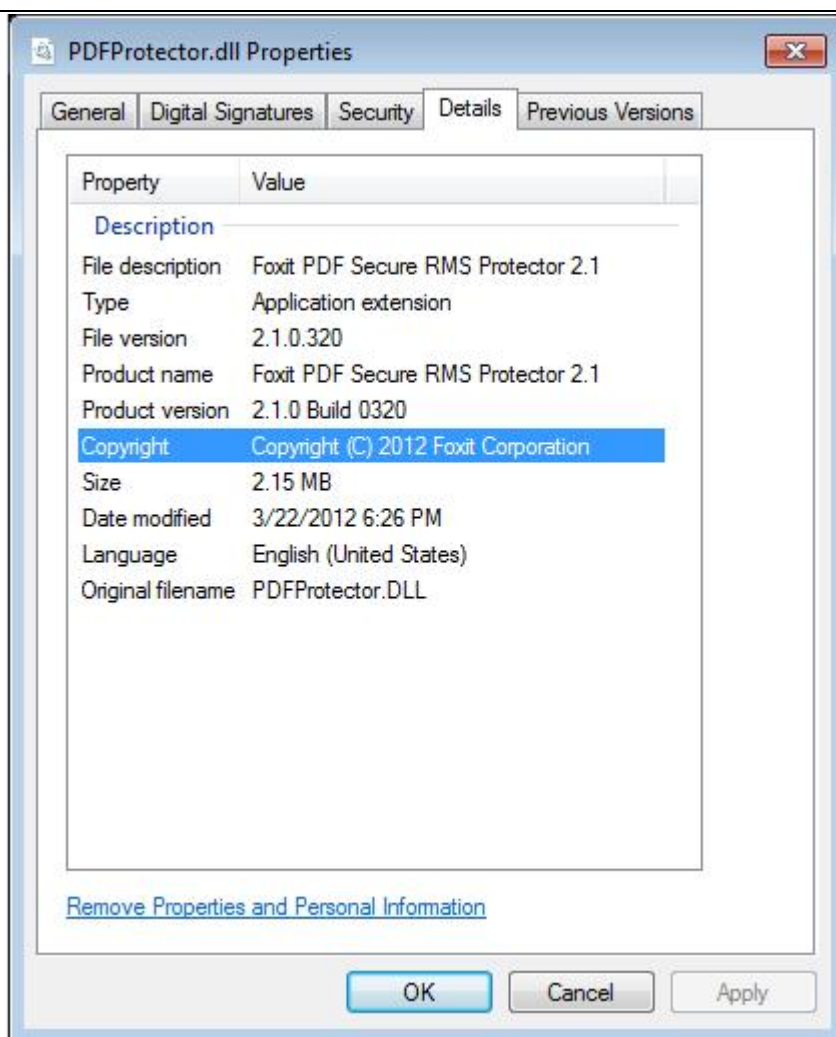 PDFProtector.dll Properties
General Digital Signatures Security Details Previous Versions
Property Value
Description
File description Foxit PDF Secure RMS Protector 2.1
Type Application extension
File version 2.1.0.320
Product name Foxit PDF Secure RMS Protector 2.1
Product version 2.1.0 Build 0320
Copyright Copyright (C) 2012 Foxit Corporation
Size 2.15 MB
Date modified 3/22/2012 6:26 PM
Language English (United States)
Original filename PDFProtector.DLL
Remove Properties and Personal Information
OK Cancel Apply